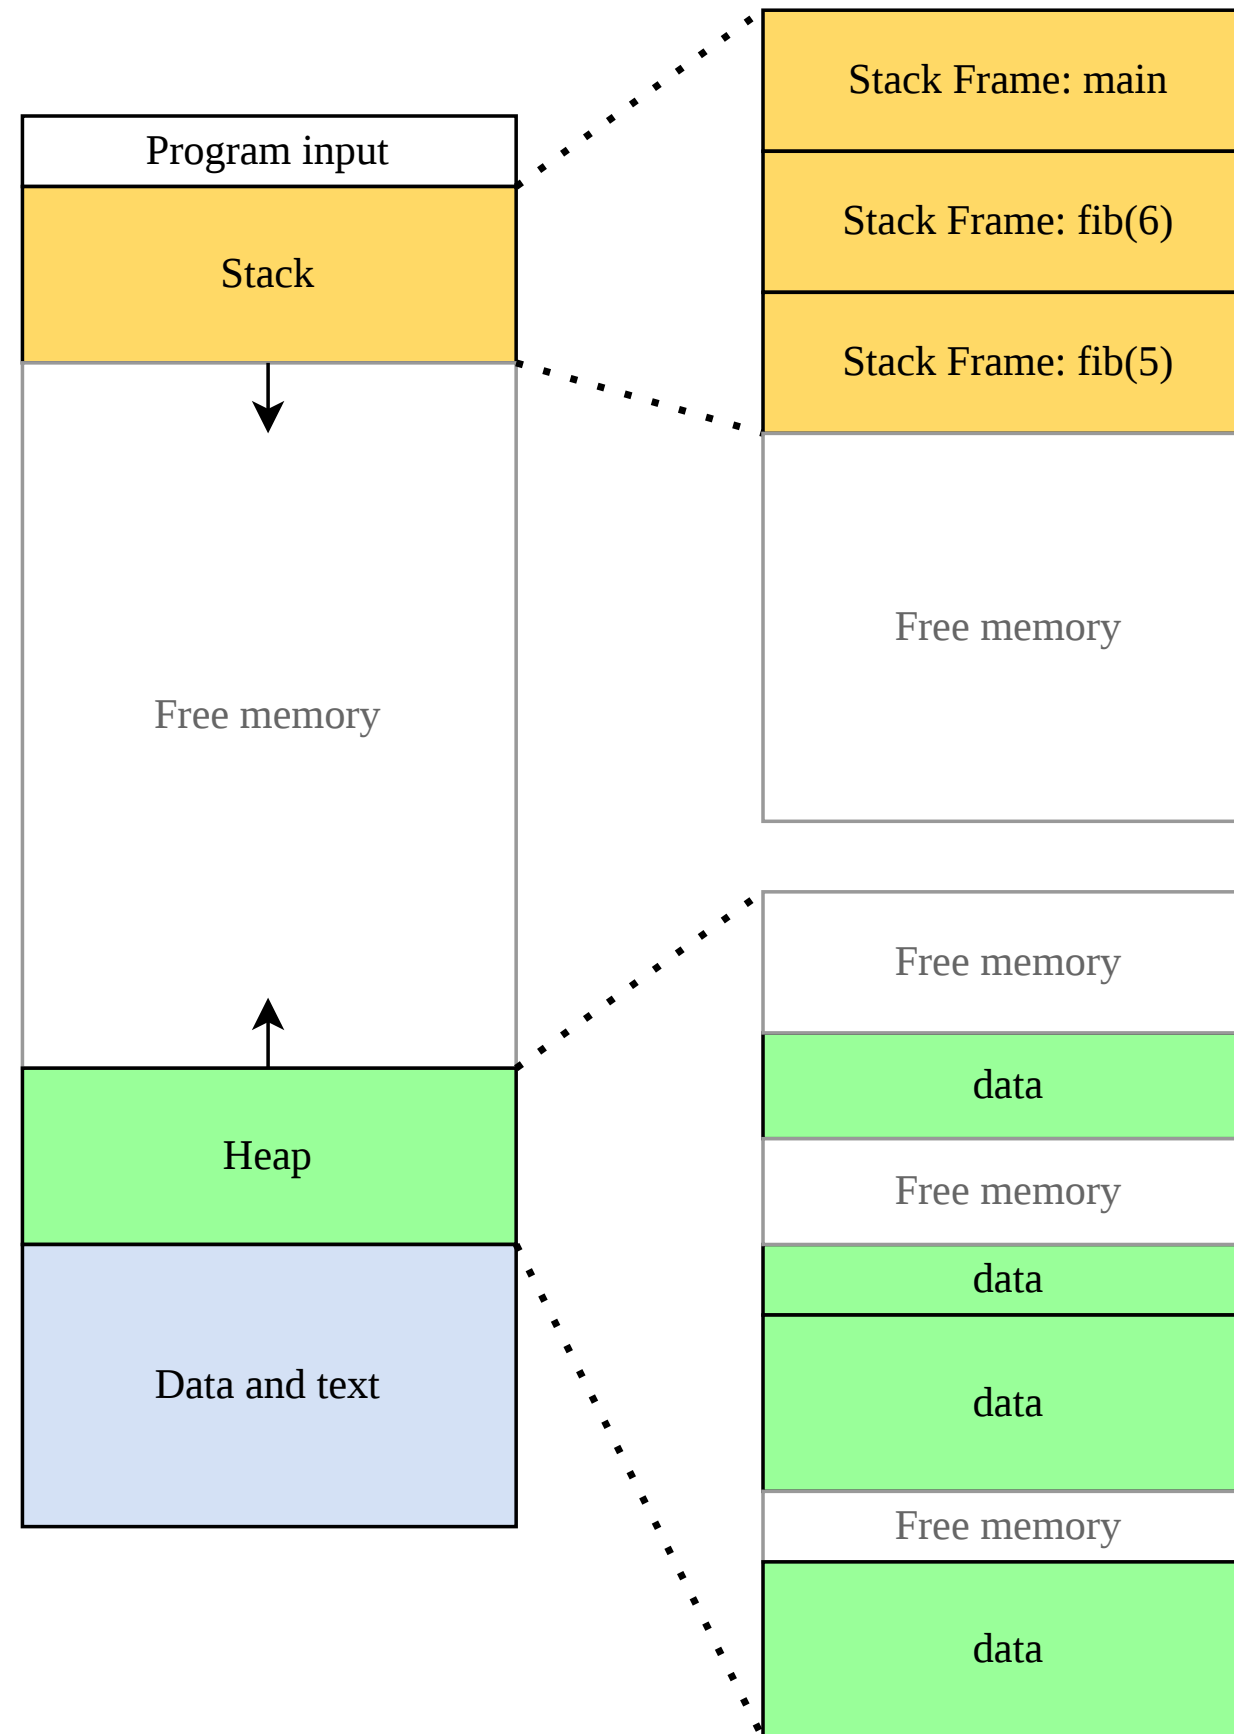 Program input
Stack
Free memory
Heap
Data and text
Stack Frame: main
Stack Frame: fib(6)
Stack Frame: fib(5)
Free memory
Free memory
data
Free memory
data
data
Free memory
data